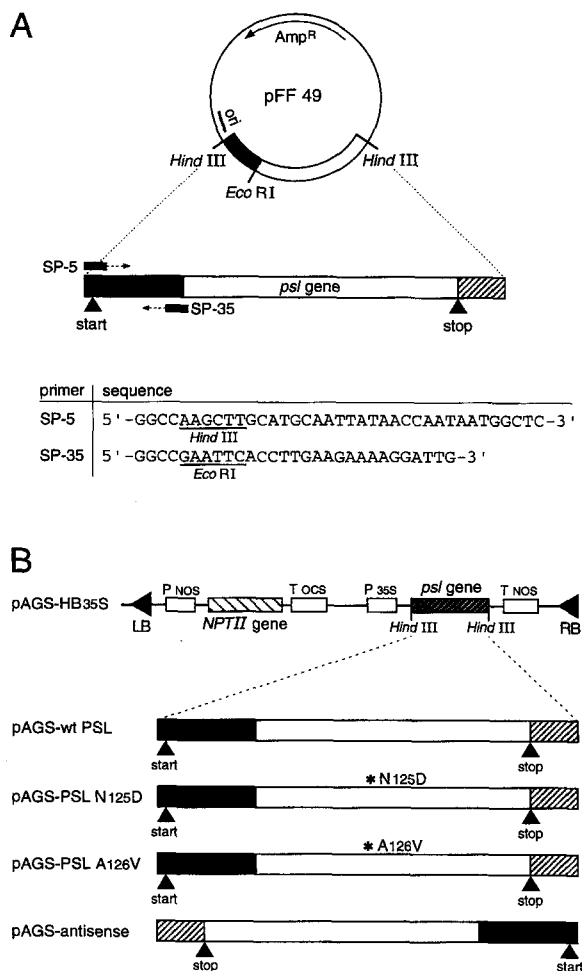 A
Amp R
pFF 49
ori
Hind III
Hind III
Eco RI
SP-5
psl gene
SP-35
start
stop
primer sequence
SP-5 5'-GGCCAAGCTTGCATGCAATTATAACCAATAATGGCTC-3'
Hind III
SP-35 5'-GGCCGAATTCACCTTGAAGAAAAGGATTG-3'
Eco RI
B
pAGS-HB35S
P NOS
T OCS
P 35S
psl gene
T NOS
LB
NPTII gene
Hind III
Hind III
RB
pAGS-wt PSL
start
stop
pAGS-PSL N125D
* N125D
start
stop
pAGS-PSL A126V
* A126V
start
stop
pAGS-antisense
stop
start